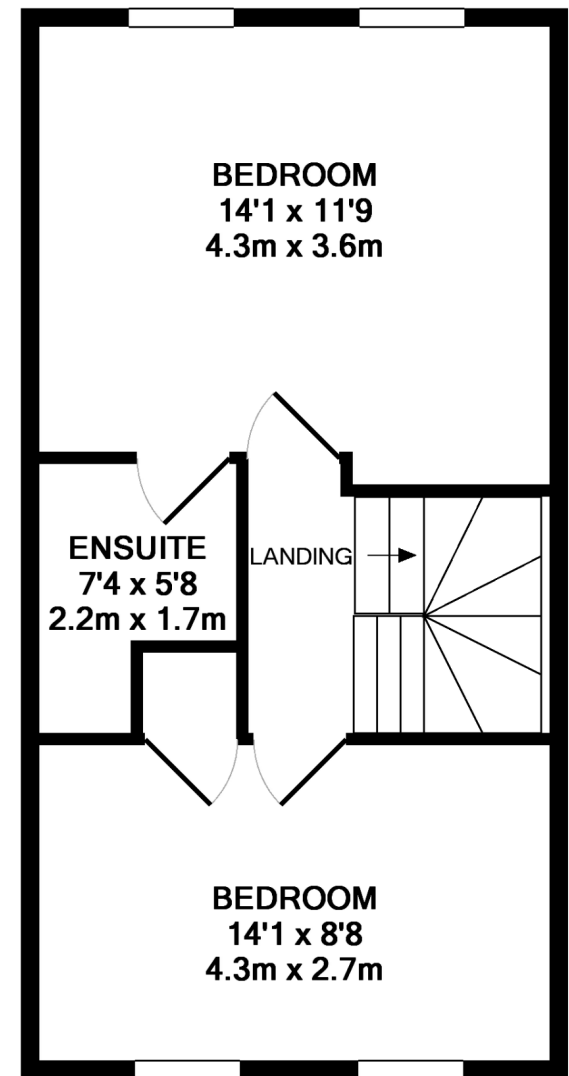 BEDROOM
14'1 x 11'9
4.3m x 3.6m
ENSUITE
7'4 x 5'8
2.2m x 1.7m
LANDING
BEDROOM
14'1 x 8'8
4.3m x 2.7m